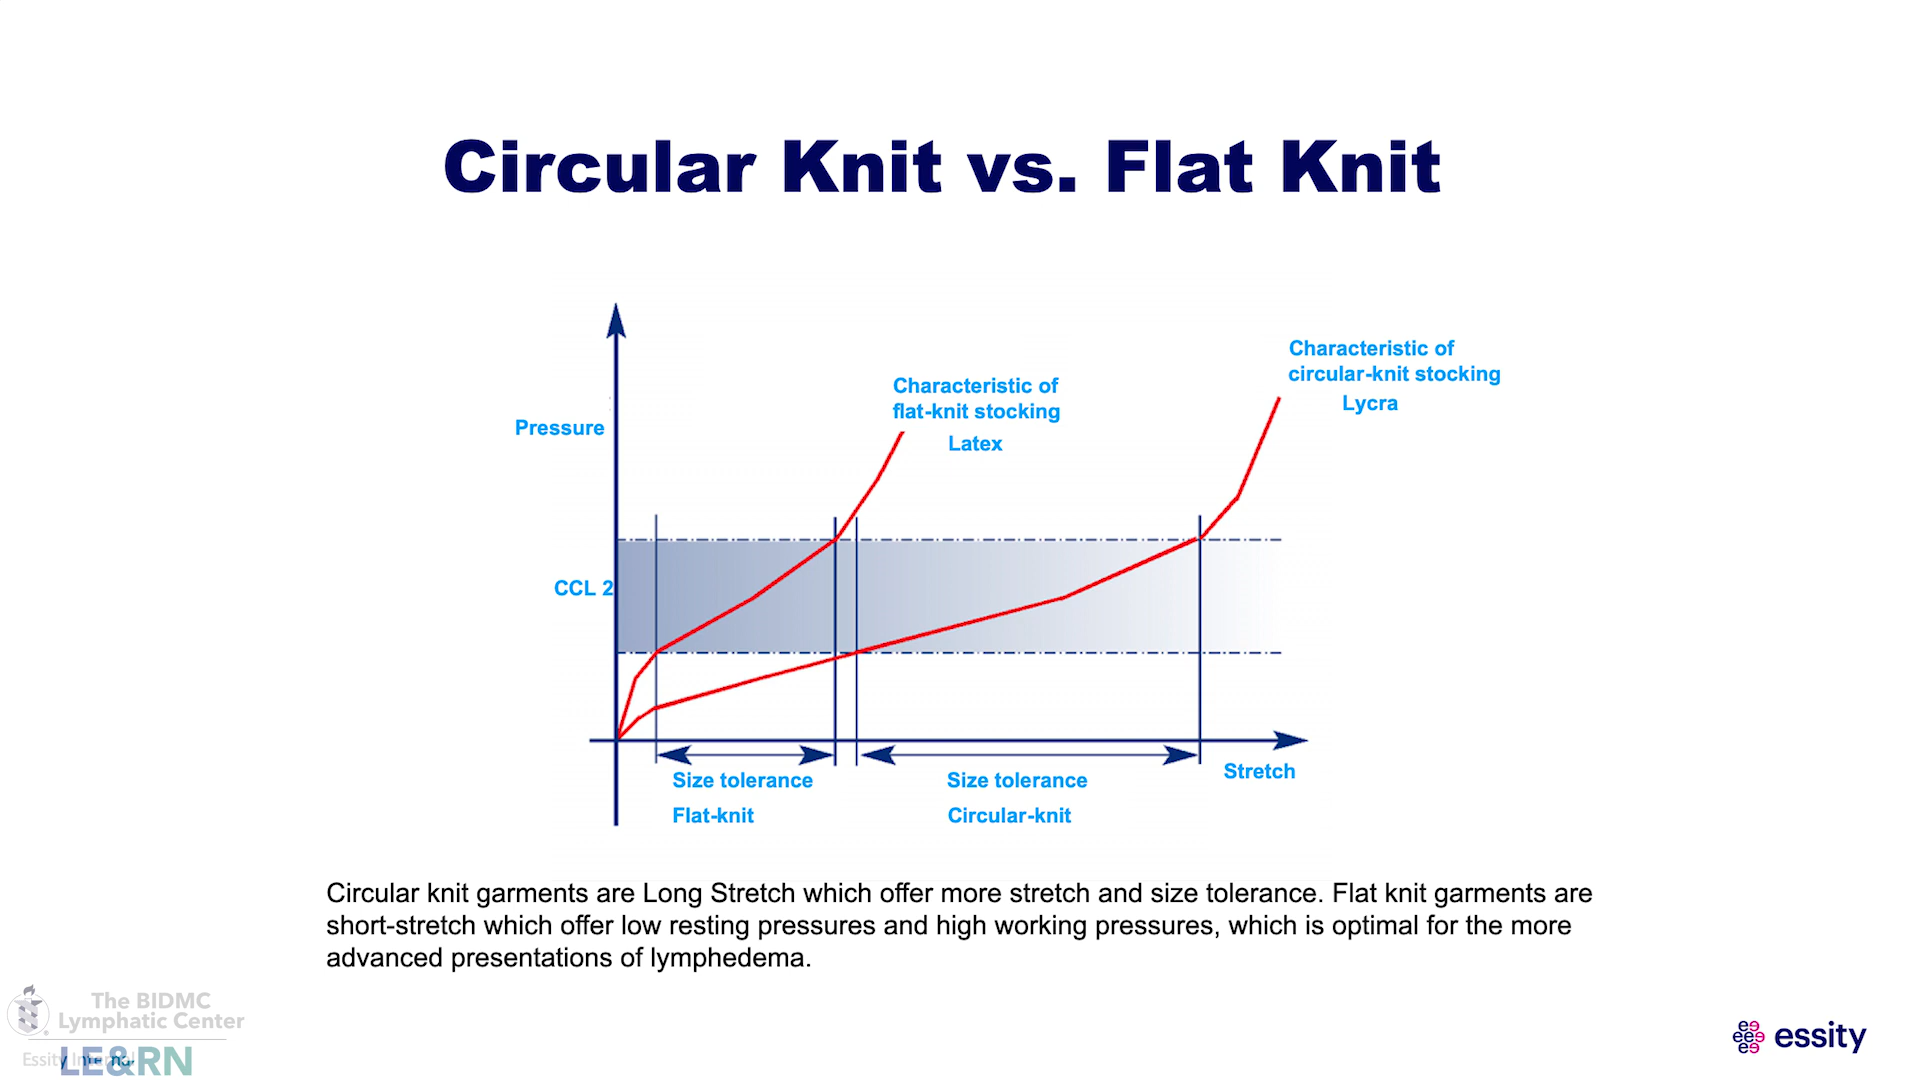 Circular Knit vs. Flat Knit
Characteristic of
circular-knit stocking
Lycra
Characteristic of
flat-knit stocking
Latex
Pressure
CCL 2
Size tolerance
Flat-knit
Size tolerance
Circular-knit
Stretch
Circular knit garments are Long Stretch which offer more stretch and size tolerance. Flat knit garments are
short-stretch which offer low resting pressures and high working pressures, which is optimal for the more
advanced presentations of lymphedema.
The BIDMC
Lymphatic Center
Essity Internal
LE&RN
essity